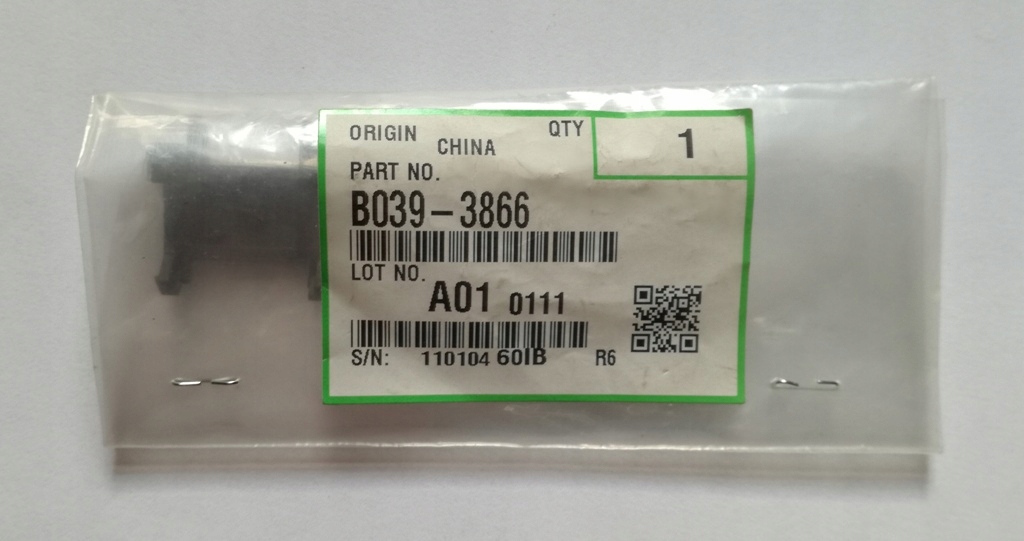 ORIGIN CHINA QTY 1
PART NO.
B039-3866
LOT NO.
A01 0111
S/N: 110104 60IB R6